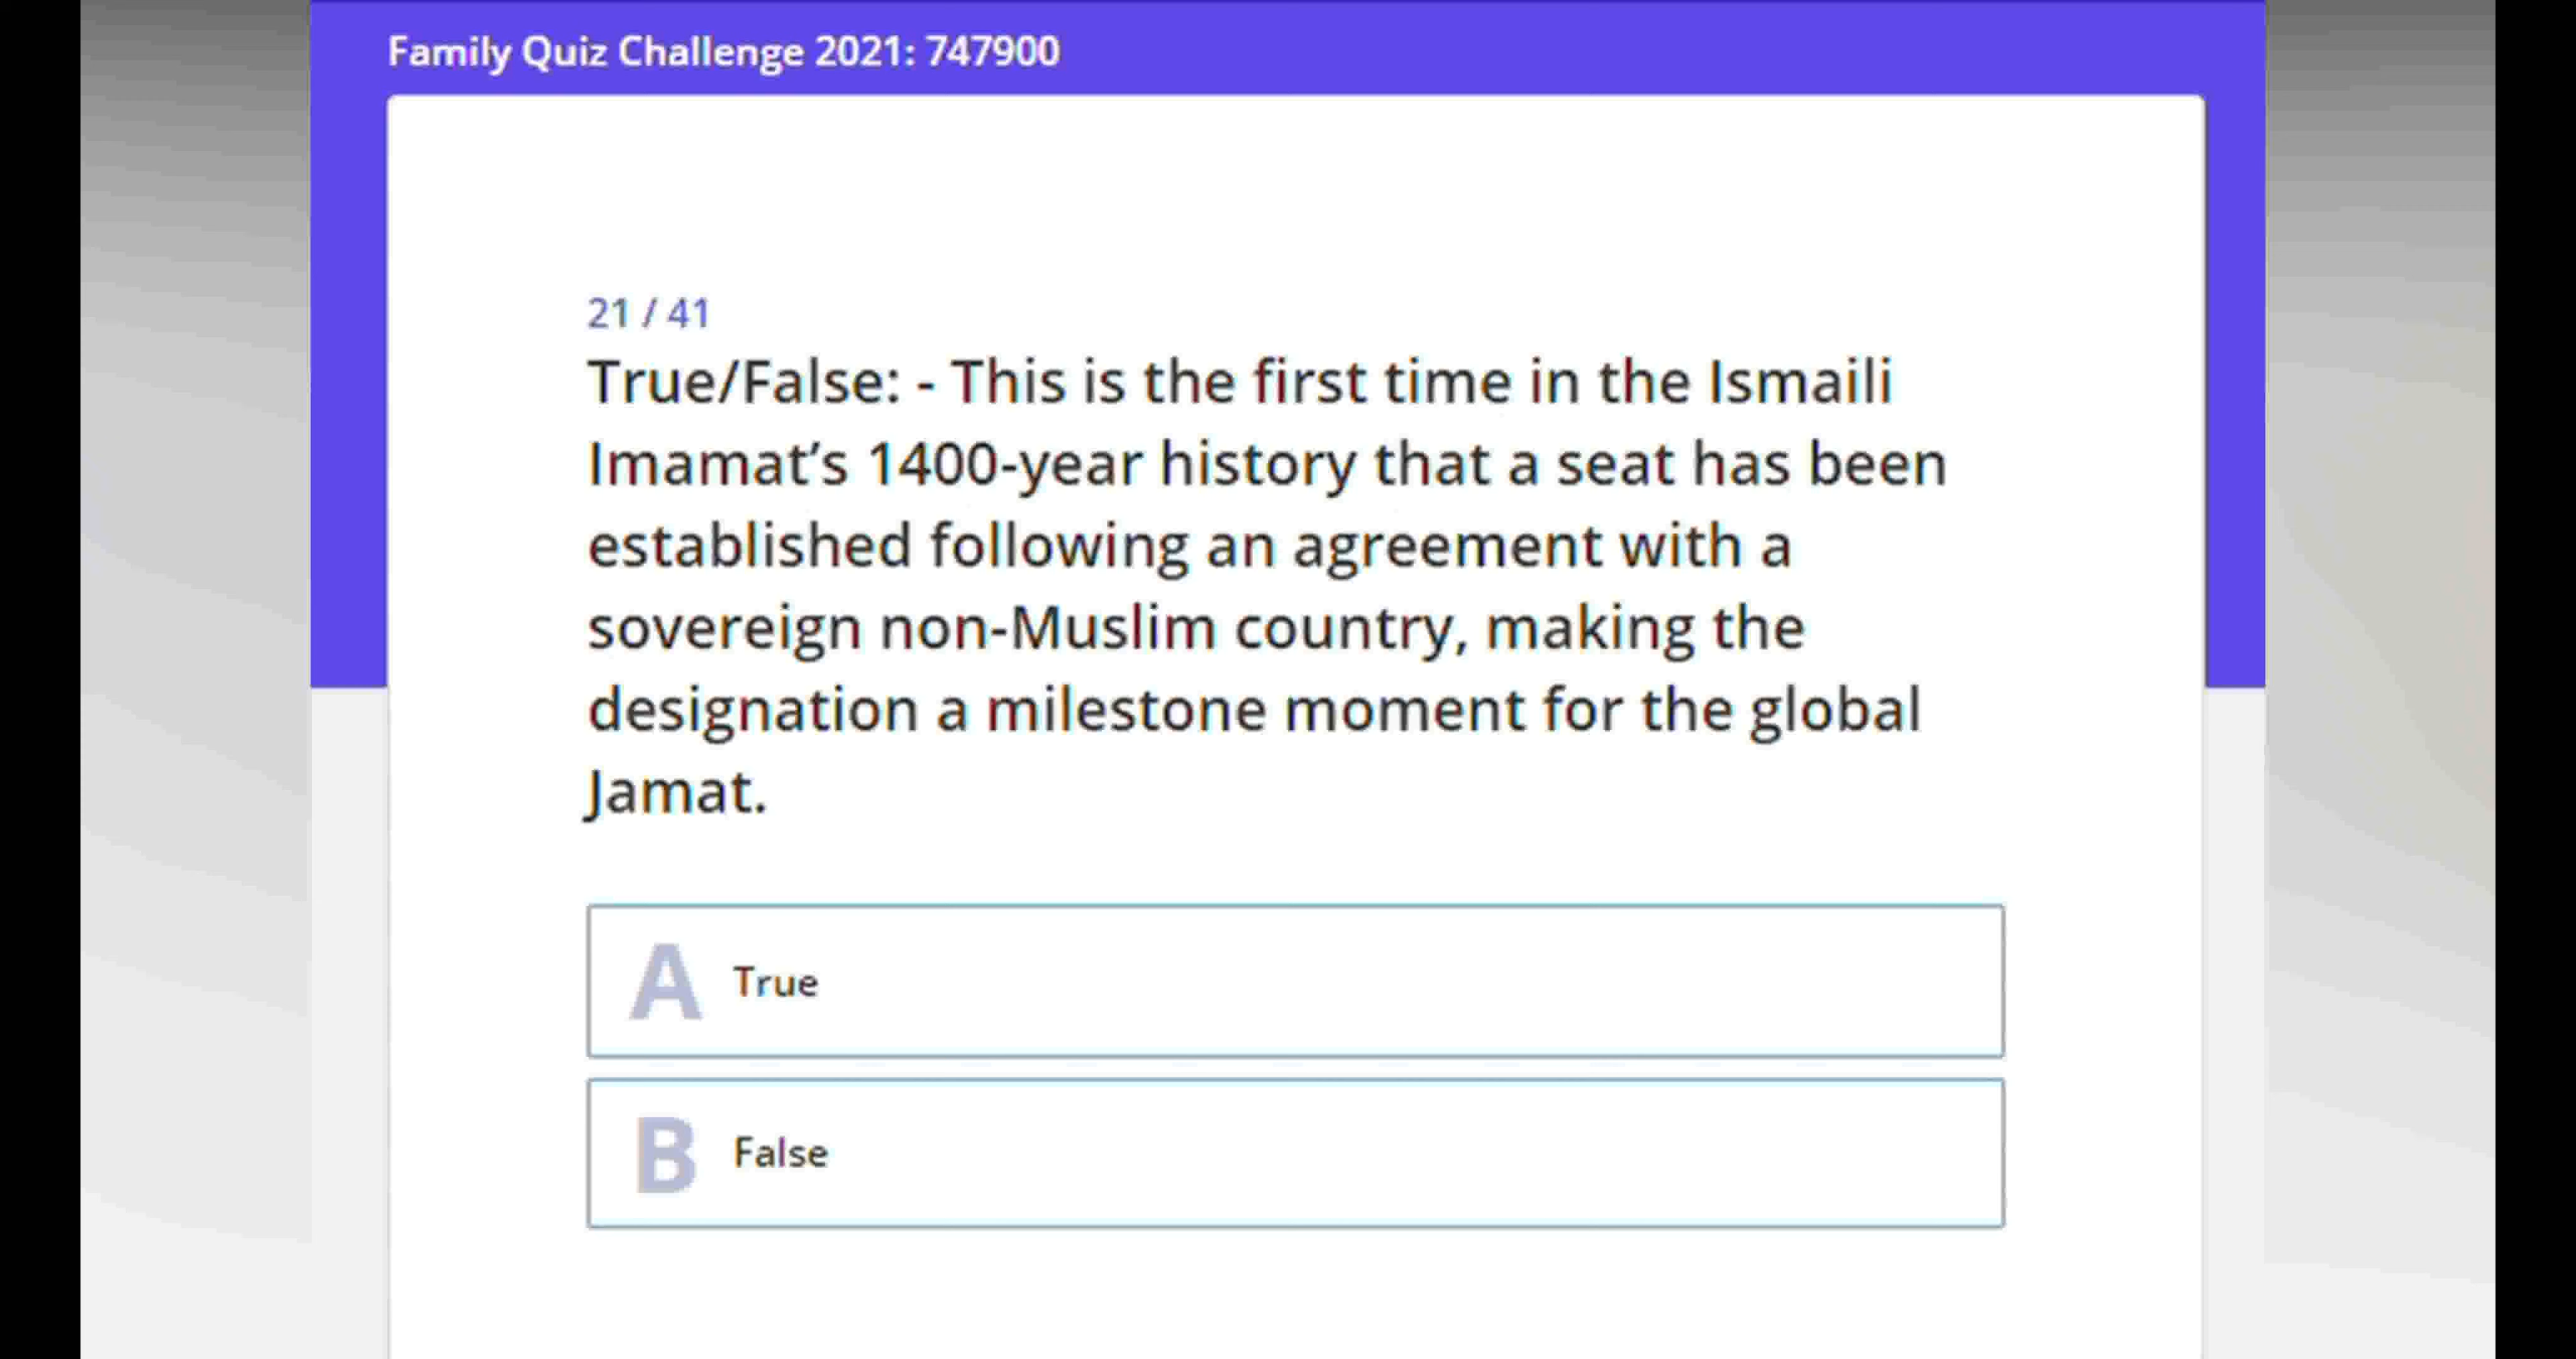 Family Quiz Challenge 2021: 747900
21 / 41
True/False: - This is the first time in the Ismaili
Imamat’s 1400-year history that a seat has been
established following an agreement with a
sovereign non-Muslim country, making the
designation a milestone moment for the global
Jamat.
A True
B False